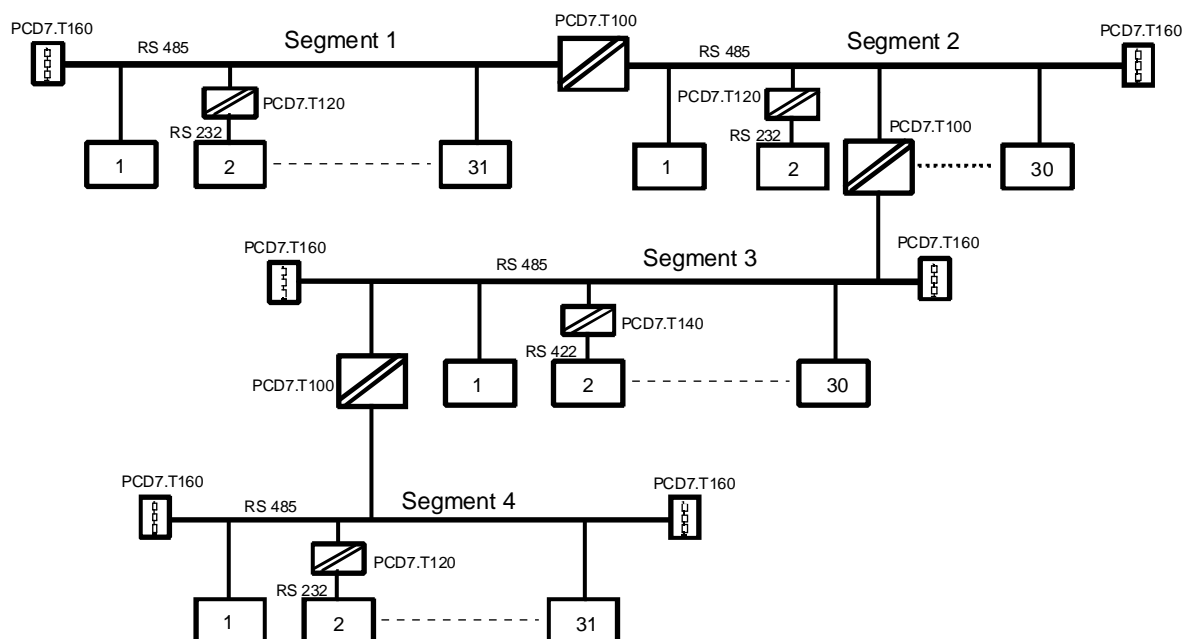 PCD7.T160
RS 485
Segment 1
PCD7.T100
RS 485
Segment 2
PCD7.T160
PCD7.T120
RS 232
1
2
31
PCD7.T120
RS 232
PCD7.T100
1
2
30
PCD7.T160
RS 485
Segment 3
PCD7.T160
PCD7.T140
RS 422
PCD7.T100
1
2
30
PCD7.T160
RS 485
Segment 4
PCD7.T160
PCD7.T120
RS 232
1
2
31